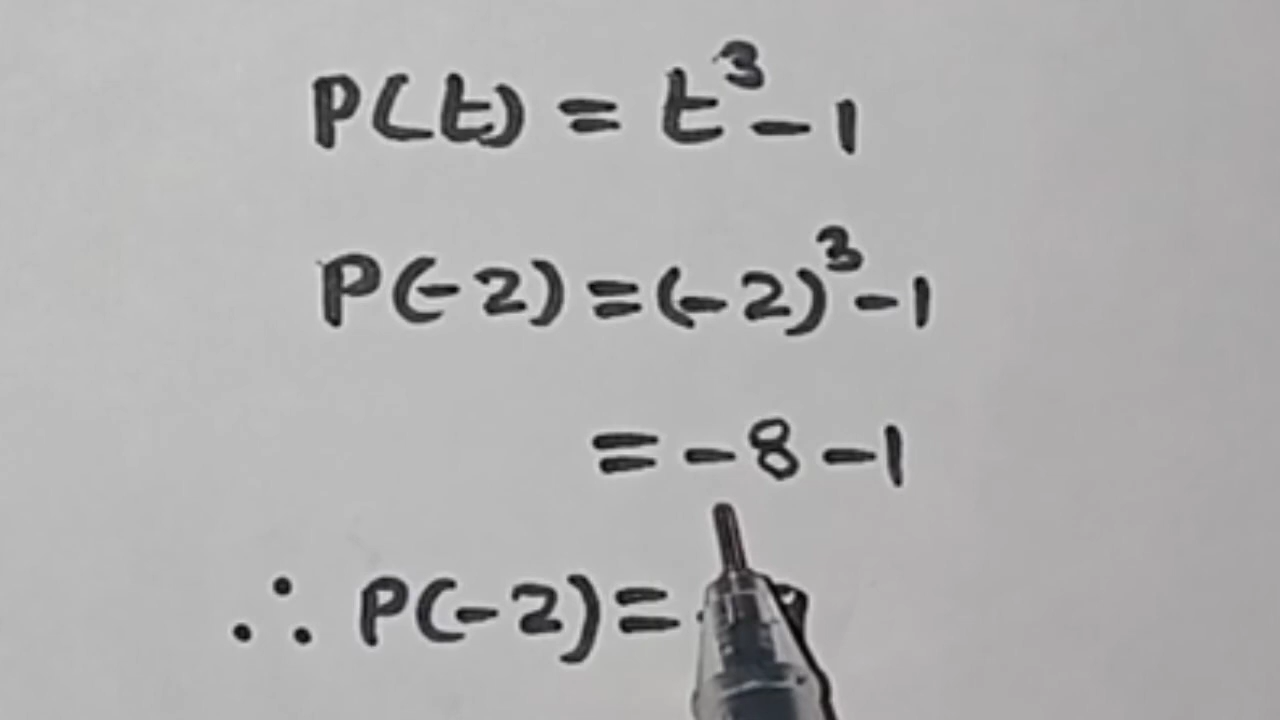 P(t) = t³ - 1
P(-2) = (-2)³ - 1
= -8 - 1
∴ P(-2) =